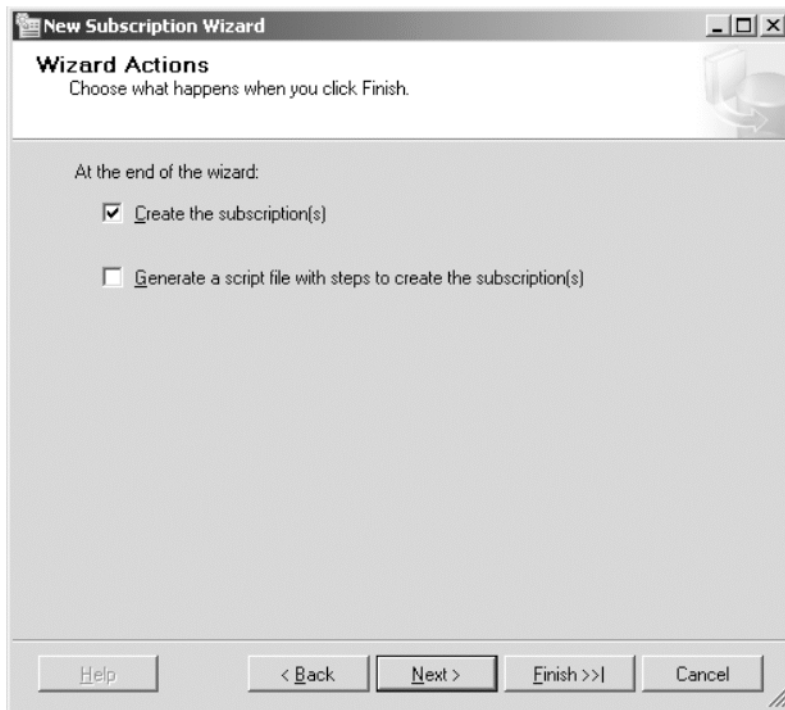 New Subscription Wizard
Wizard Actions
Choose what happens when you click Finish.
At the end of the wizard:
Create the subscription(s)
Generate a script file with steps to create the subscription(s)
Help
< Back
Next >
Finish >>|
Cancel